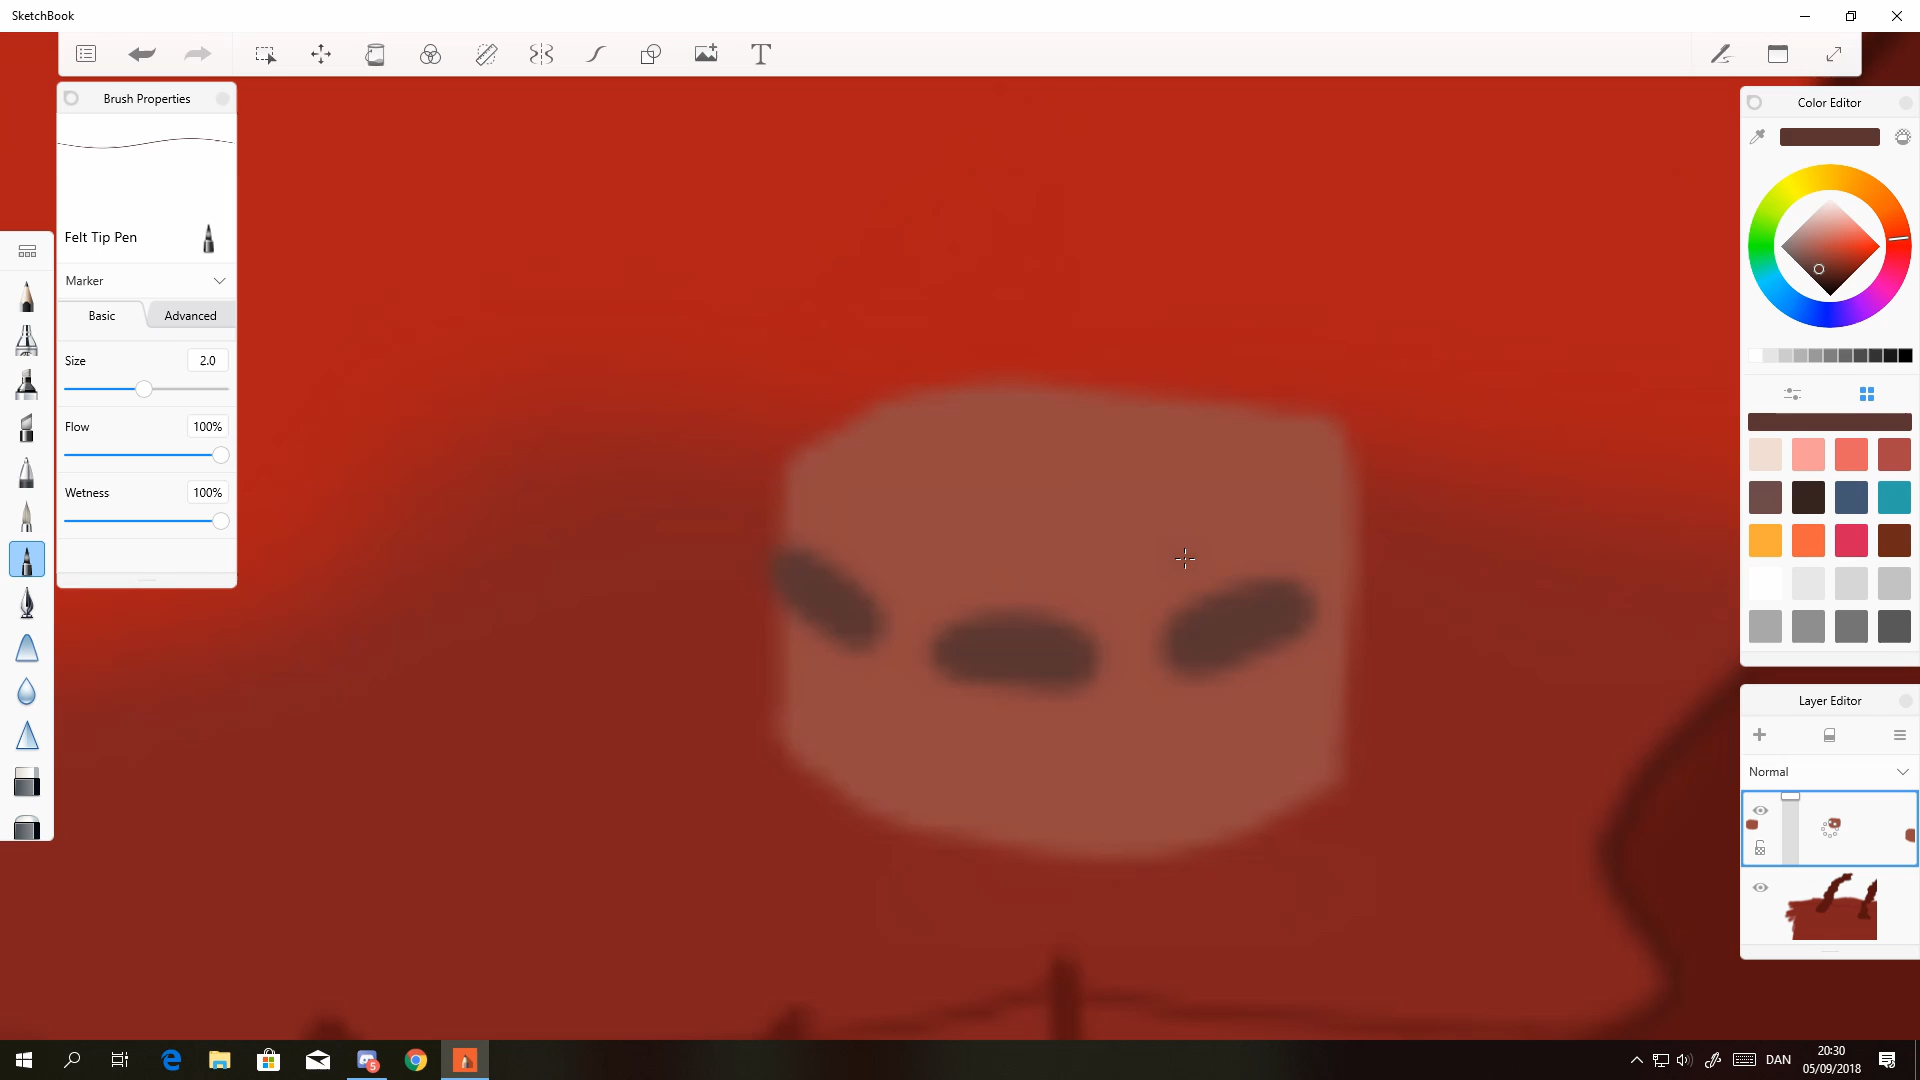 SketchBook
T
Brush Properties
Felt Tip Pen
Marker
Basic
Advanced
Size
2.0
Flow
100%
Wetness
100%
Color Editor
Layer Editor
Normal
5
DAN
20:30
05/09/2018